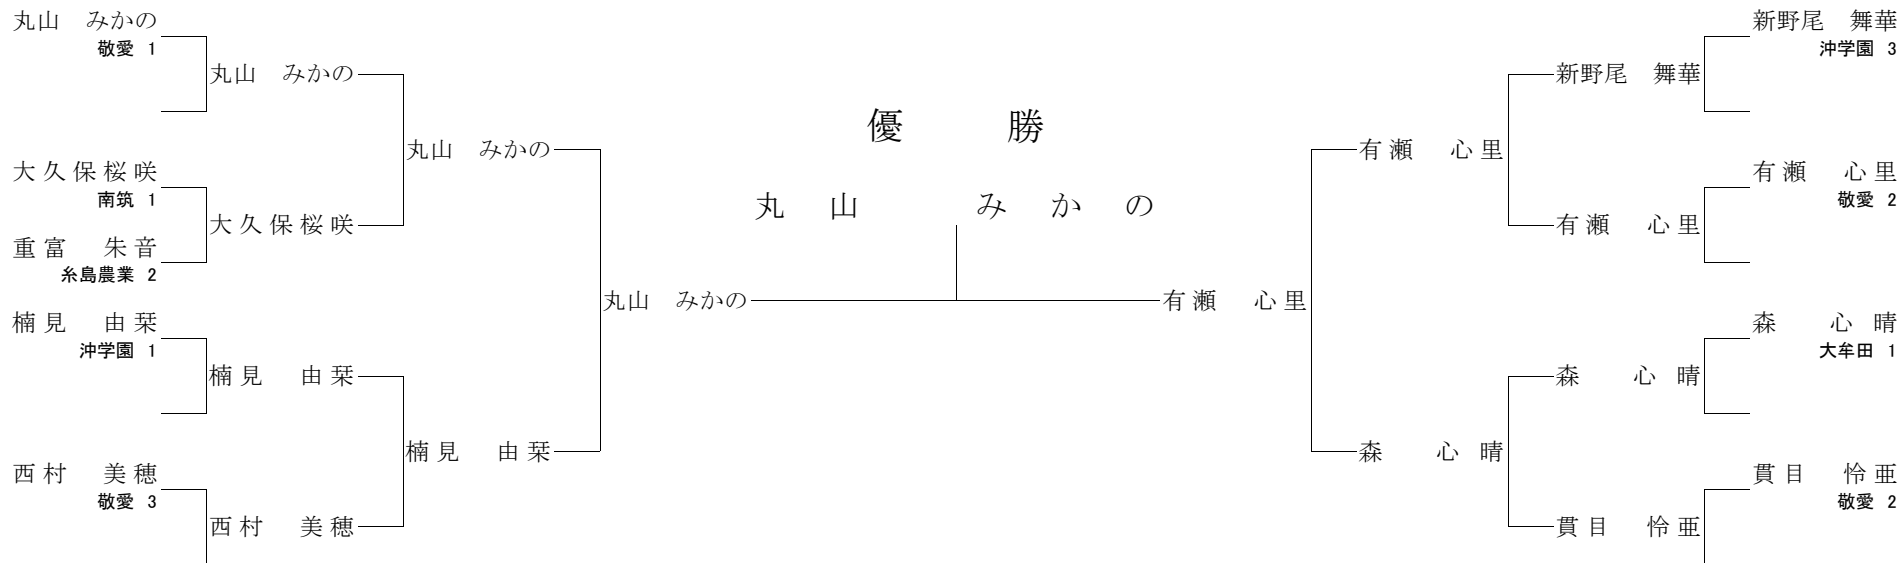 丸山 みかの
敬愛 1
大久保桜咲
南筑 1
重富 朱音
糸島農業 2
楠見 由栞
沖学園 1
西村 美穂
敬愛 3
丸山 みかの
大久保桜咲
楠見 由栞
西村 美穂
丸山 みかの
楠見 由栞
丸山 みかの
優 勝
丸山 みかの
有瀬 心里
有瀬 心里
森 心晴
新野尾 舞華
有瀬 心里
森 心晴
貫目 怜亜
新野尾 舞華
沖学園 3
有瀬 心里
敬愛 2
森 心晴
大牟田 1
貫目 怜亜
敬愛 2